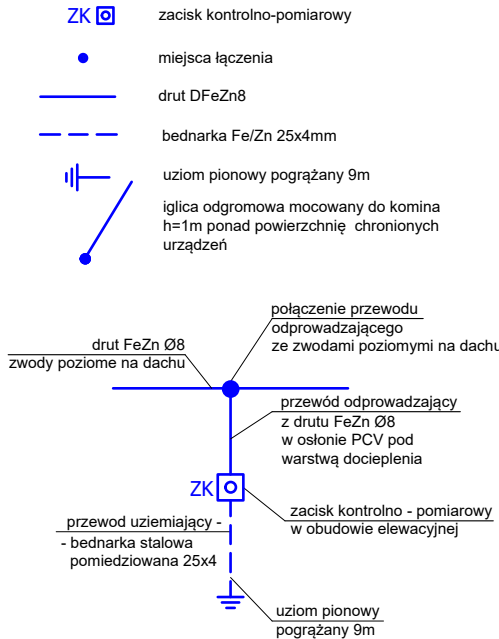 ZK zacisk kontrolno-pomiarowy
miejsca łączenia
drut DFeZn8
bednarka Fe/Zn 25x4mm
uziom pionowy pogrążany 9m
iglica odgromowa mocowany do komina
h=1m ponad powierzchnię chronionych
urządzeń
połączenie przewodu
odprowadzającego
ze zwodami poziomymi na dachu
drut FeZn Ø8
zwody poziome na dachu
przewód odprowadzający
z drutu FeZn Ø8
w osłonie PCV pod
warstwą docieplenia
ZK
zacisk kontrolno - pomiarowy
w obudowie elewacyjnej
przewod uziemiający -
- bednarka stalowa
pomiedziowana 25x4
uziom pionowy
pogrążany 9m